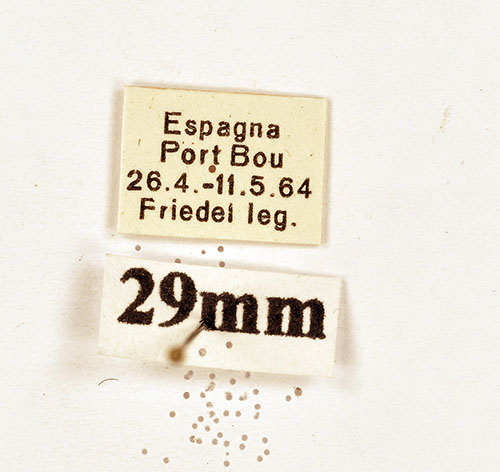 Espagna
Port Bou
26.4.-11.5.64
Friedel leg.
29mm